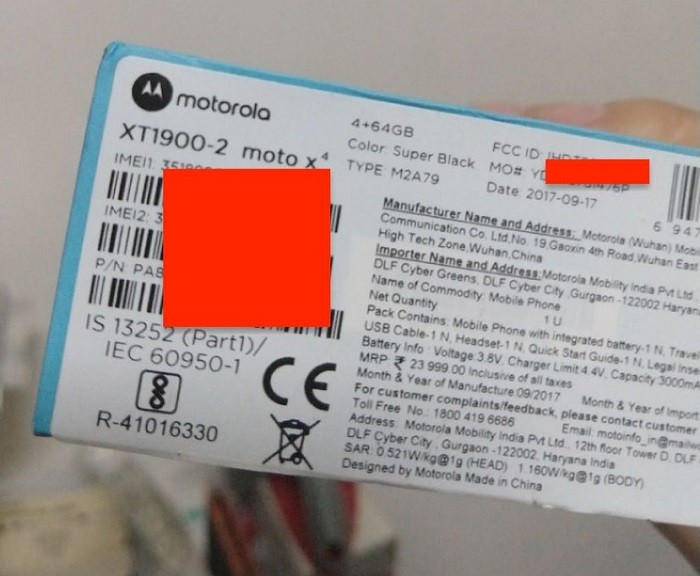 motorola
XT1900-2 moto x⁴
IMEI1:
IMEI2: 3
P/N PA8
IS 13252 (Part1)/
IEC 60950-1
R-41016330
4+64GB
Color: Super Black
TYPE: M2A79
FCC ID:
MO#
Date: 2017-09-17
6 947
Manufacturer Name and Address: Motorola (Wuhan) Mobi
Communication Co. Ltd,No. 19,Gaoxin 4th Road,Wuhan East
High Tech Zone,Wuhan,China
Importer Name and Address:Motorola Mobility India Pvt Ltd.
DLF Cyber Greens, DLF Cyber City ,Gurgaon -122002 Haryan
Name of Commodity: Mobile Phone
Net Quantity 1 U
Pack Contains: Mobile Phone with integrated battery-1 N, Trave
USB Cable-1 N, Headset-1 N, Quick Start Guide-1 N, Legal Inse
Battery Info : Voltage 3.8V, Charger Limit 4.4V, Capacity 3000m
MRP: ₹ 23 999.00 Inclusive of all taxes
Month & Year of Manufacture:09/2017 Month & Year of Impor
For customer complaints/feedback, please contact customer
Toll Free No.: 1800 419 6686 Email: motoinfo_in@
Address: Motorola Mobility India Pvt Ltd., 12th floor Tower D, DLF
DLF Cyber City , Gurgaon - 122002, Haryana India
SAR: 0.521W/kg@1g (HEAD) 1.160W/kg@1g (BODY)
Designed by Motorola Made in China